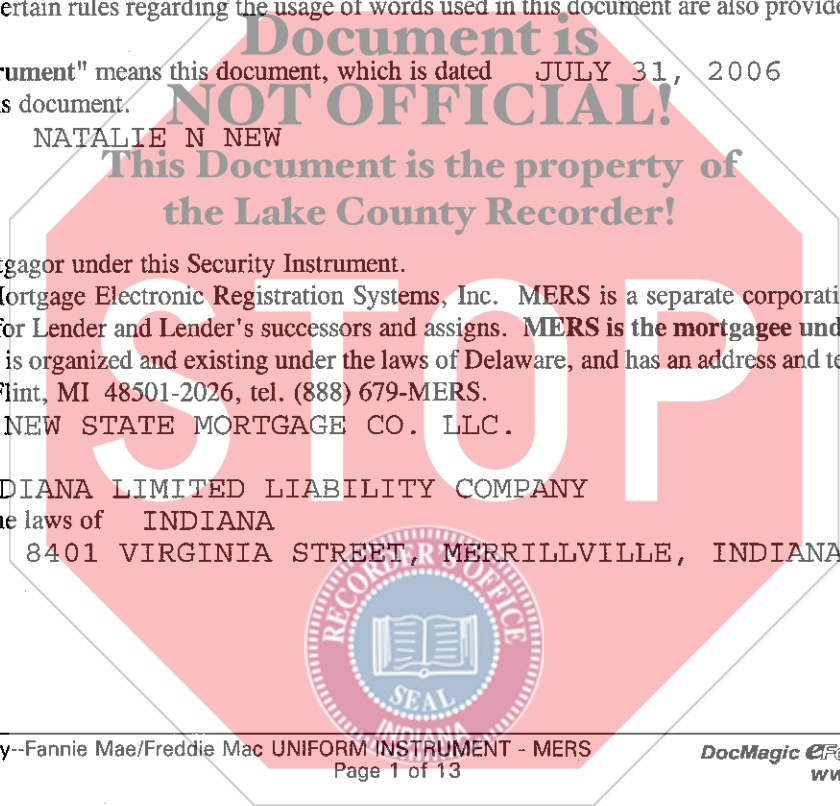 ertain rules regarding the usage of words used in this document are also provide
Document is
rument" means this document, which is dated JULY 31, 2006
s document.
NOT OFFICIAL!
NATALIE N NEW
This Document is the property of
the Lake County Recorder!
tgagor under this Security Instrument.
Mortgage Electronic Registration Systems, Inc. MERS is a separate corporati
for Lender and Lender's successors and assigns. MERS is the mortgagee und
is organized and existing under the laws of Delaware, and has an address and te
Flint, MI 48501-2026, tel. (888) 679-MERS.
STOP
NEW STATE MORTGAGE CO. LLC.
DIANA LIMITED LIABILITY COMPANY
e laws of INDIANA
8401 VIRGINIA STREET, MERRILLVILLE, INDIANA
RECORDER'S OFFICE
SEAL
INDIANA
y--Fannie Mae/Freddie Mac UNIFORM INSTRUMENT - MERS
Page 1 of 13
DocMagic eFo
ww